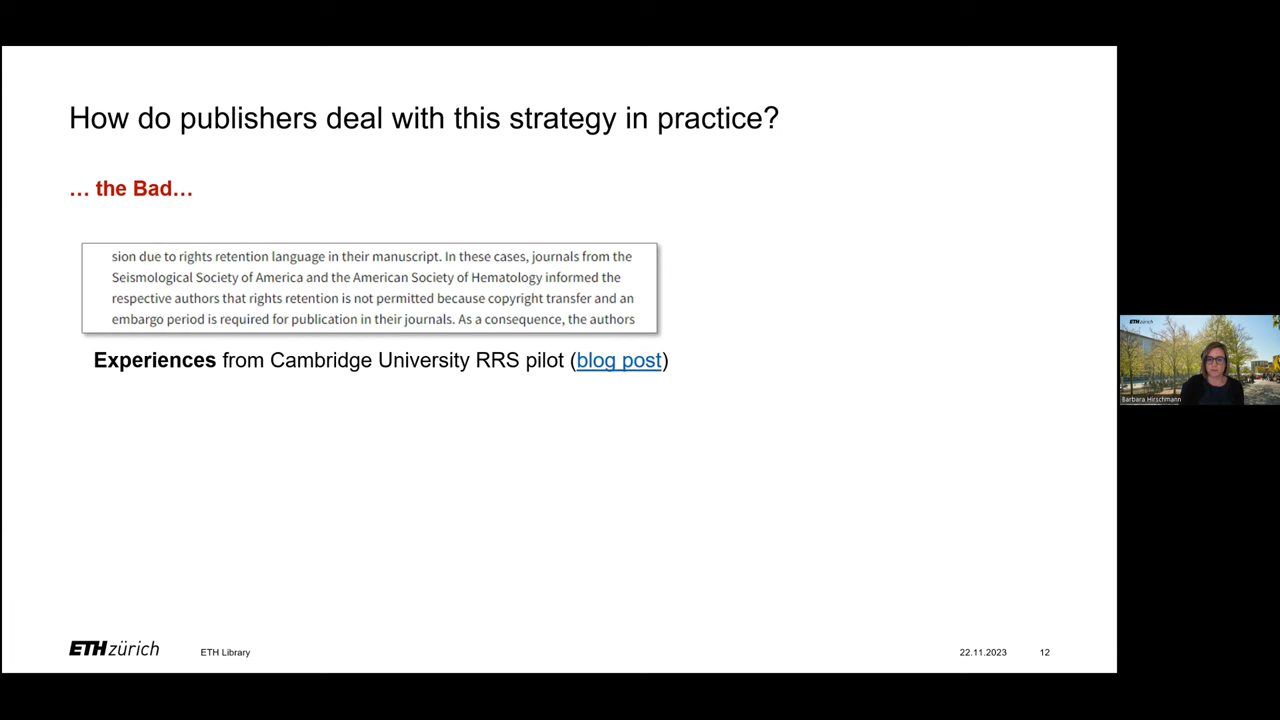 How do publishers deal with this strategy in practice?
… the Bad…
sion due to rights retention language in their manuscript. In these cases, journals from the
Seismological Society of America and the American Society of Hematology informed the
respective authors that rights retention is not permitted because copyright transfer and an
embargo period is required for publication in their journals. As a consequence, the authors
Experiences from Cambridge University RRS pilot (blog post)
ETH zürich
Barbara Hirschmann
ETH zürich
ETH Library
22.11.2023
12